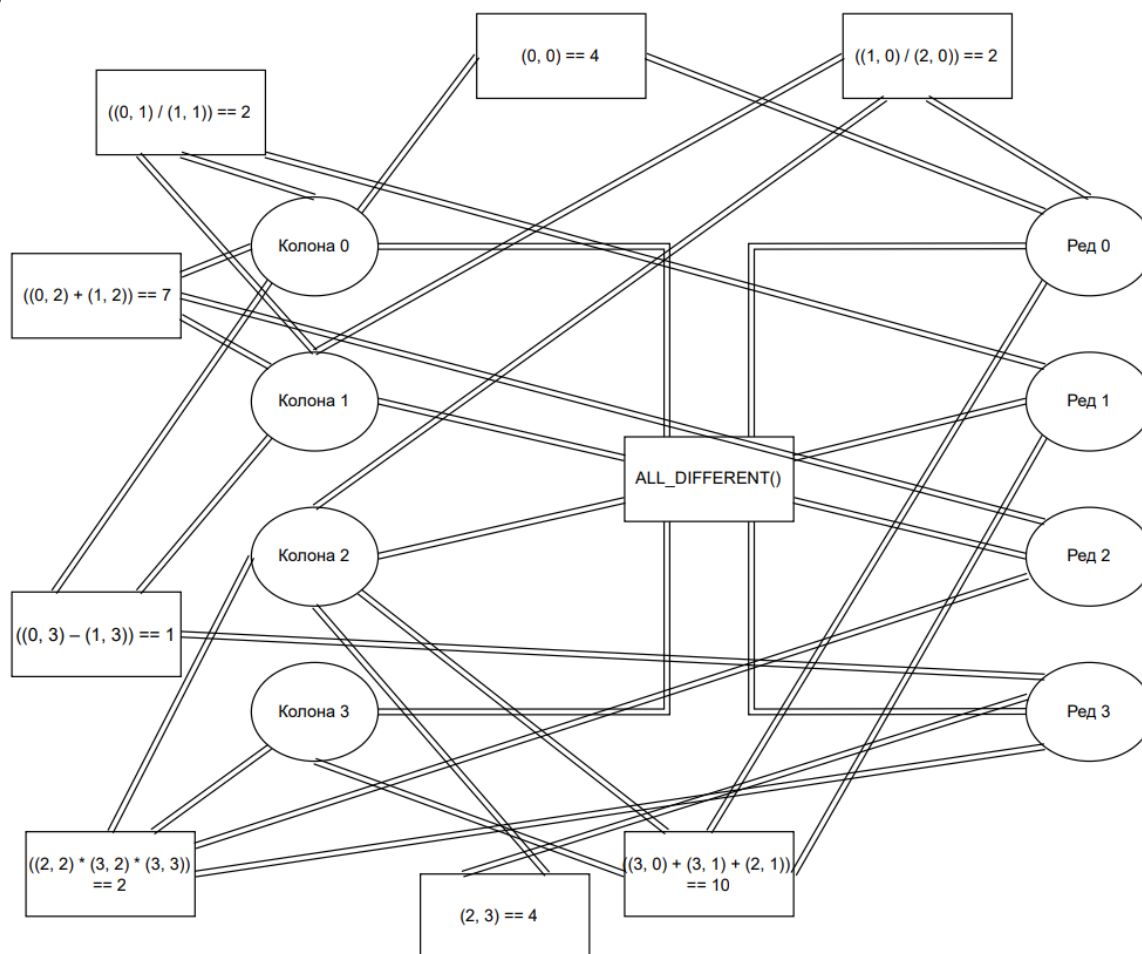 (0, 0) == 4
((1, 0) / (2, 0)) == 2
((0, 1) / (1, 1)) == 2
Колона 0
Ред 0
((0, 2) + (1, 2)) == 7
Колона 1
Ред 1
ALL_DIFFERENT()
Колона 2
Ред 2
((0, 3) – (1, 3)) == 1
Колона 3
Ред 3
((2, 2) * (3, 2) * (3, 3))
== 2
((3, 0) + (3, 1) + (2, 1))
== 10
(2, 3) == 4